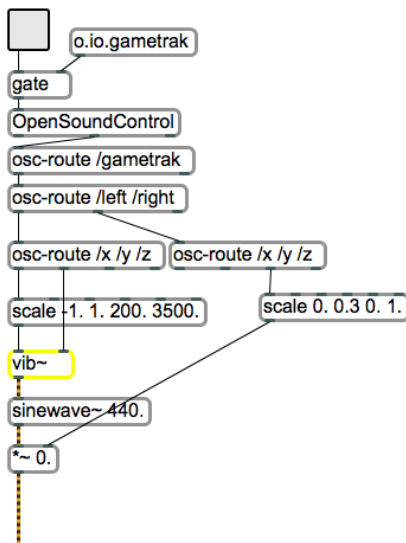 o.io.gametrak
gate
OpenSoundControl
osc-route /gametrak
osc-route /left /right
osc-route /x /y /z
osc-route /x /y /z
scale -1. 1. 200. 3500.
scale 0. 0.3 0. 1.
vib~
sinewave~ 440.
*~ 0.